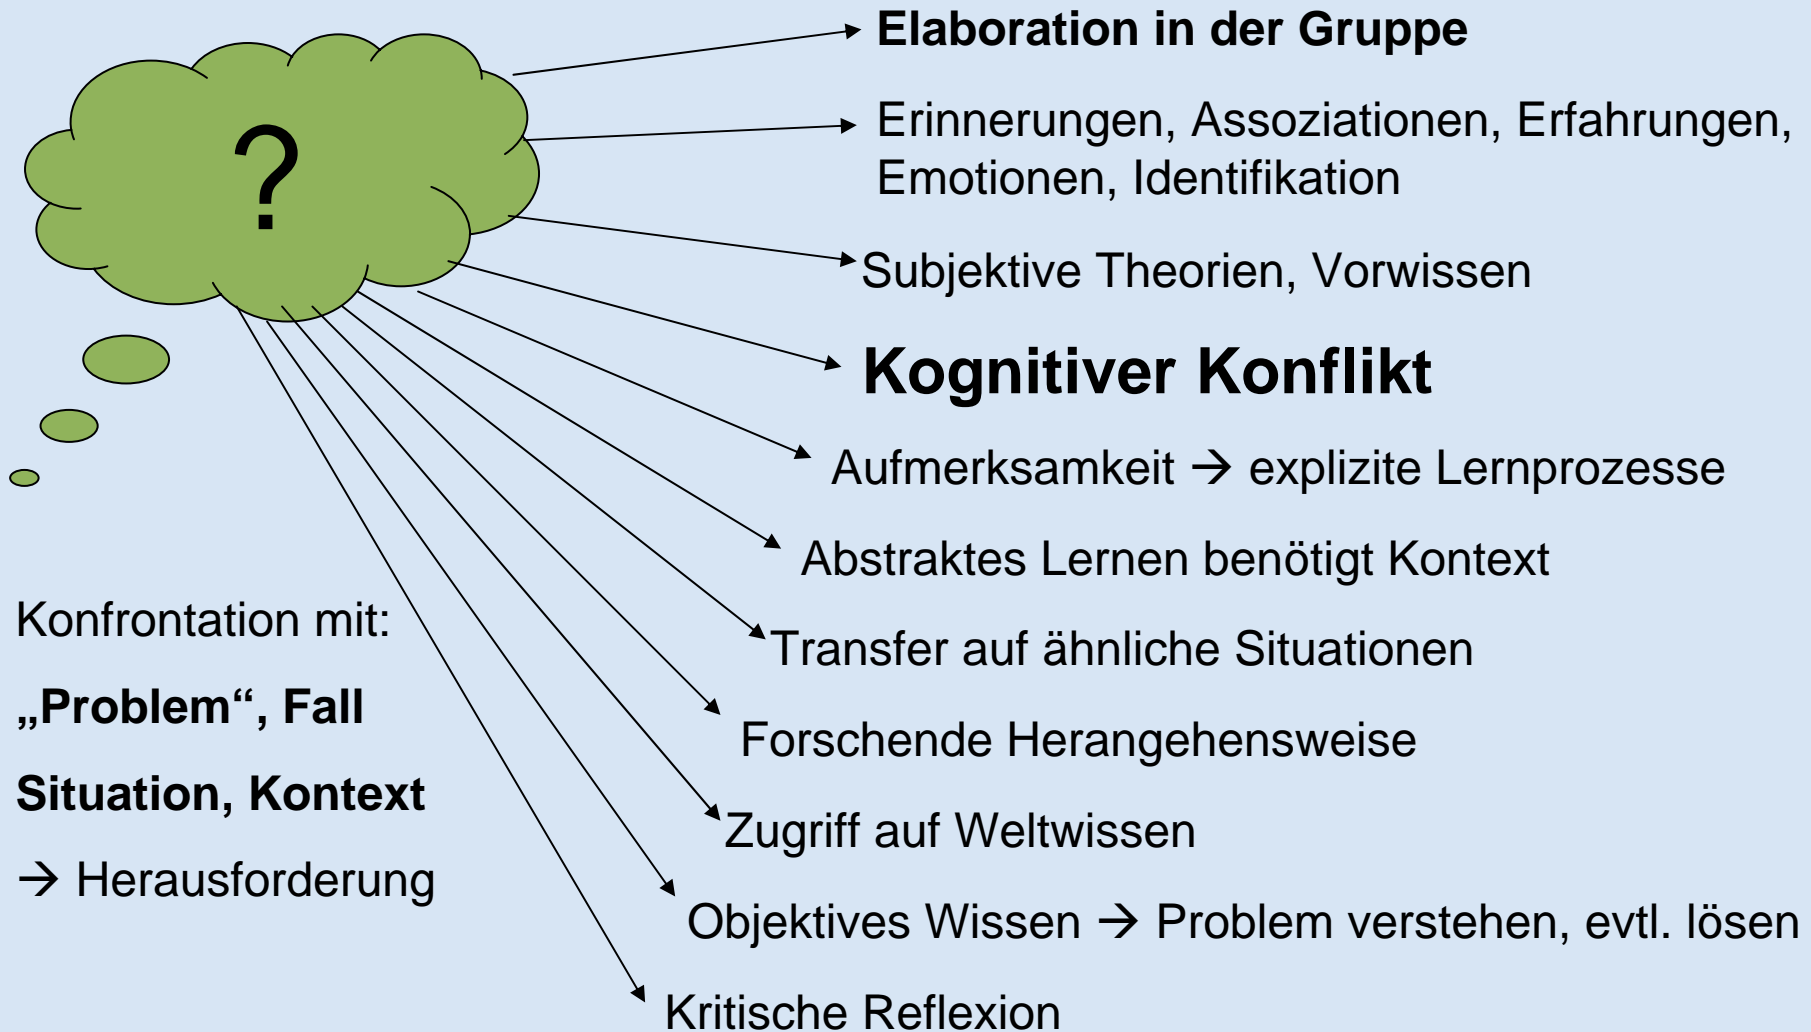 ?
Elaboration in der Gruppe
Erinnerungen, Assoziationen, Erfahrungen,
Emotionen, Identifikation
Subjektive Theorien, Vorwissen
Kognitiver Konflikt
Aufmerksamkeit → explizite Lernprozesse
Abstraktes Lernen benötigt Kontext
Transfer auf ähnliche Situationen
Forschende Herangehensweise
Zugriff auf Weltwissen
Objektives Wissen → Problem verstehen, evtl. lösen
Kritische Reflexion
Konfrontation mit:
„Problem“, Fall
Situation, Kontext
→ Herausforderung